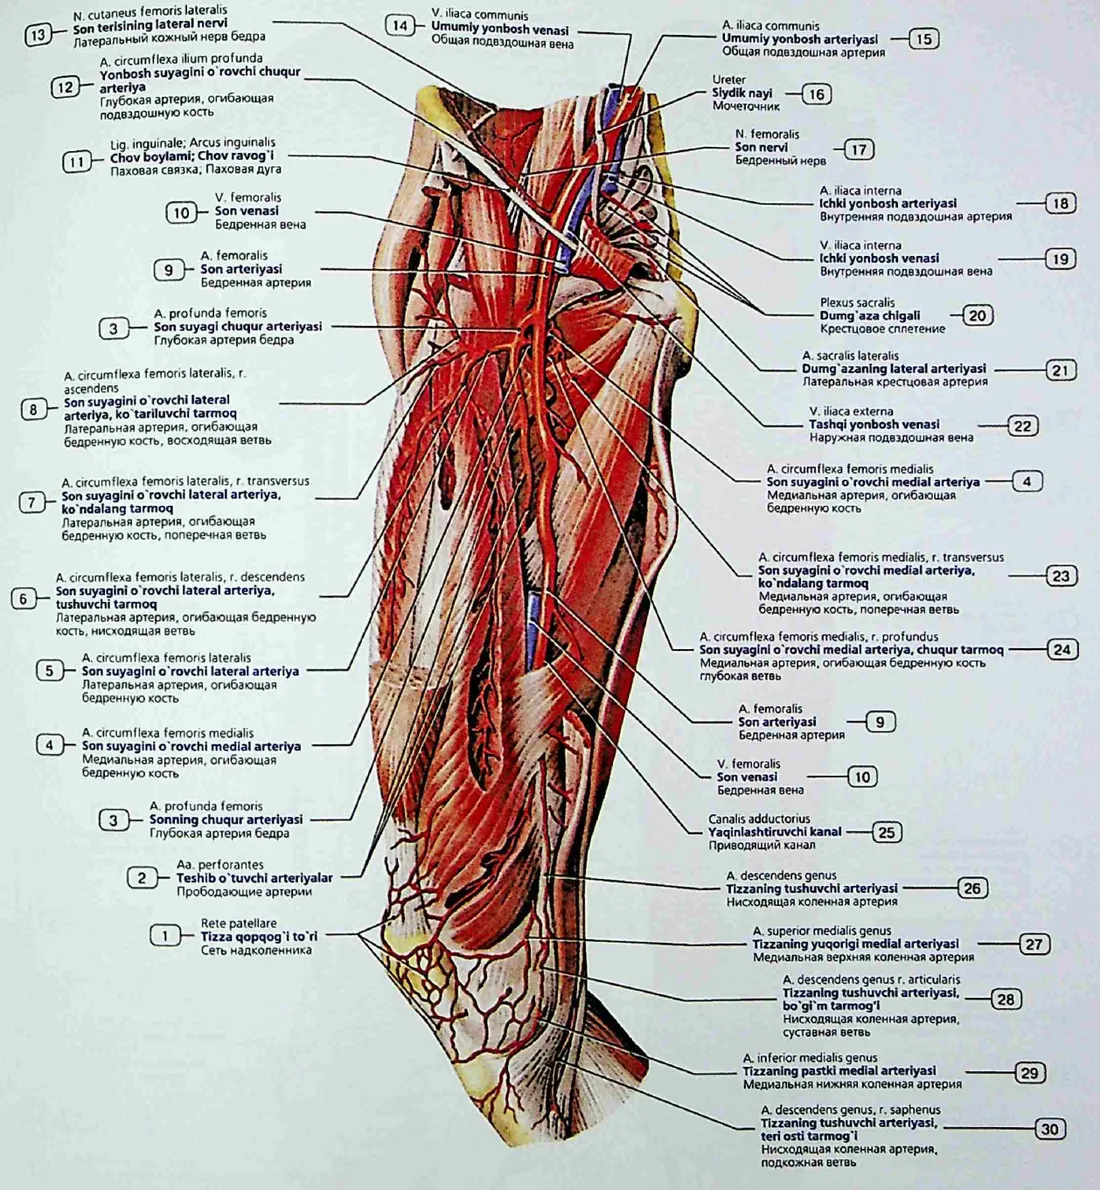 N. cutaneus femoris lateralis
Son terisining lateral nervi
Латеральный кожный нерв бедра
13
A. circumflexa ilium profunda
Yonbosh suyagini o`rovchi chuqur
arteriya
Глубокая артерия, огибающая
подвздошную кость
12
Lig. inguinale; Arcus inguinalis
Chov boylami; Chov ravog`i
Паховая связка; Паховая дуга
11
V. femoralis
Son venasi
Бедренная вена
10
A. femoralis
Son arteriyasi
Бедренная артерия
9
A. profunda femoris
Son suyagi chuqur arteriyasi
Глубокая артерия бедра
3
A. circumflexa femoris lateralis, r.
ascendens
Son suyagini o`rovchi lateral
arteriya, ko`tariluvchi tarmoq
Латеральная артерия, огибающая
бедренную кость, восходящая ветвь
8
A. circumflexa femoris lateralis, r. transversus
Son suyagini o`rovchi lateral arteriya,
ko`ndalang tarmoq
Латеральная артерия, огибающая
бедренную кость, поперечная ветвь
7
A. circumflexa femoris lateralis, r. descendens
Son suyagini o`rovchi lateral arteriya,
tushuvchi tarmoq
Латеральная артерия, огибающая бедренную
кость, нисходящая ветвь
6
A. circumflexa femoris lateralis
Son suyagini o`rovchi lateral arteriya
Латеральная артерия, огибающая
бедренную кость
5
A. circumflexa femoris medialis
Son suyagini o`rovchi medial arteriya
Медиальная артерия, огибающая
бедренную кость
4
A. profunda femoris
Sonning chuqur arteriyasi
Глубокая артерия бедра
3
Aa. perforantes
Teshib o`tuvchi arteriyalar
Прободающие артерии
2
Rete patellare
Tizza qopqog`i to`ri
Сеть надколенника
1
V. iliaca communis
Umumiy yonbosh venasi
Общая подвздошная вена
14
A. iliaca communis
Umumiy yonbosh arteriyasi
Общая подвздошная артерия
15
Ureter
Siydik nayi
Мочеточник
16
N. femoralis
Son nervi
Бедренный нерв
17
A. iliaca interna
Ichki yonbosh arteriyasi
Внутренняя подвздошная артерия
18
V. iliaca interna
Ichki yonbosh venasi
Внутренняя подвздошная вена
19
Plexus sacralis
Dumg`aza chigali
Крестцовое сплетение
20
A. sacralis lateralis
Dumg`azaning lateral arteriyasi
Латеральная крестцовая артерия
21
V. iliaca externa
Tashqi yonbosh venasi
Наружная подвздошная вена
22
A. circumflexa femoris medialis
Son suyagini o`rovchi medial arteriya
Медиальная артерия, огибающая
бедренную кость
4
A. circumflexa femoris medialis, r. transversus
Son suyagini o`rovchi medial arteriya,
ko`ndalang tarmoq
Медиальная артерия, огибающая
бедренную кость, поперечная ветвь
23
A. circumflexa femoris medialis, r. profundus
Son suyagini o`rovchi medial arteriya, chuqur tarmoq
Медиальная артерия, огибающая бедренную кость
глубокая ветвь
24
A. femoralis
Son arteriyasi
Бедренная артерия
9
V. femoralis
Son venasi
Бедренная вена
10
Canalis adductorius
Yaqinlashtiruvchi kanal
Приводящий канал
25
A. descendens genus
Tizzaning tushuvchi arteriyasi
Нисходящая коленная артерия
26
A. superior medialis genus
Tizzaning yuqorigi medial arteriyasi
Медиальная верхняя коленная артерия
27
A. descendens genus r. articularis
Tizzaning tushuvchi arteriyasi,
bo`gi`m tarmog'i
Нисходящая коленная артерия,
суставная ветвь
28
A. inferior medialis genus
Tizzaning pastki medial arteriyasi
Медиальная нижняя коленная артерия
29
A. descendens genus, r. saphenus
Tizzaning tushuvchi arteriyasi,
teri osti tarmog`i
Нисходящая коленная артерия,
подкожная ветвь
30